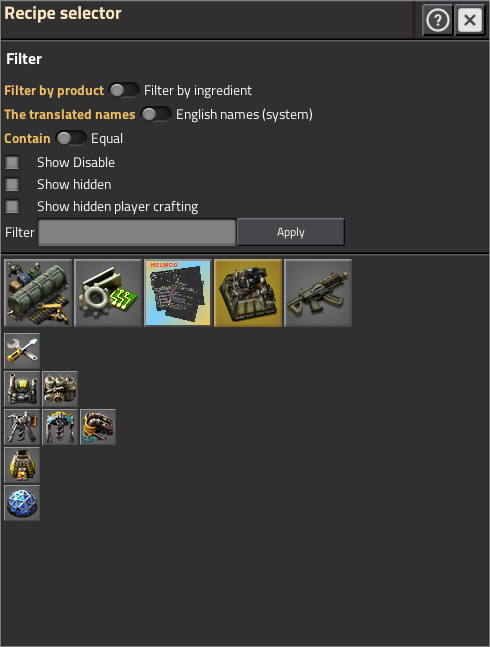 Recipe selector
Filter
Filter by product Filter by ingredient
The translated names English names (system)
Contain Equal
Show Disable
Show hidden
Show hidden player crafting
Filter Apply
HELMOD